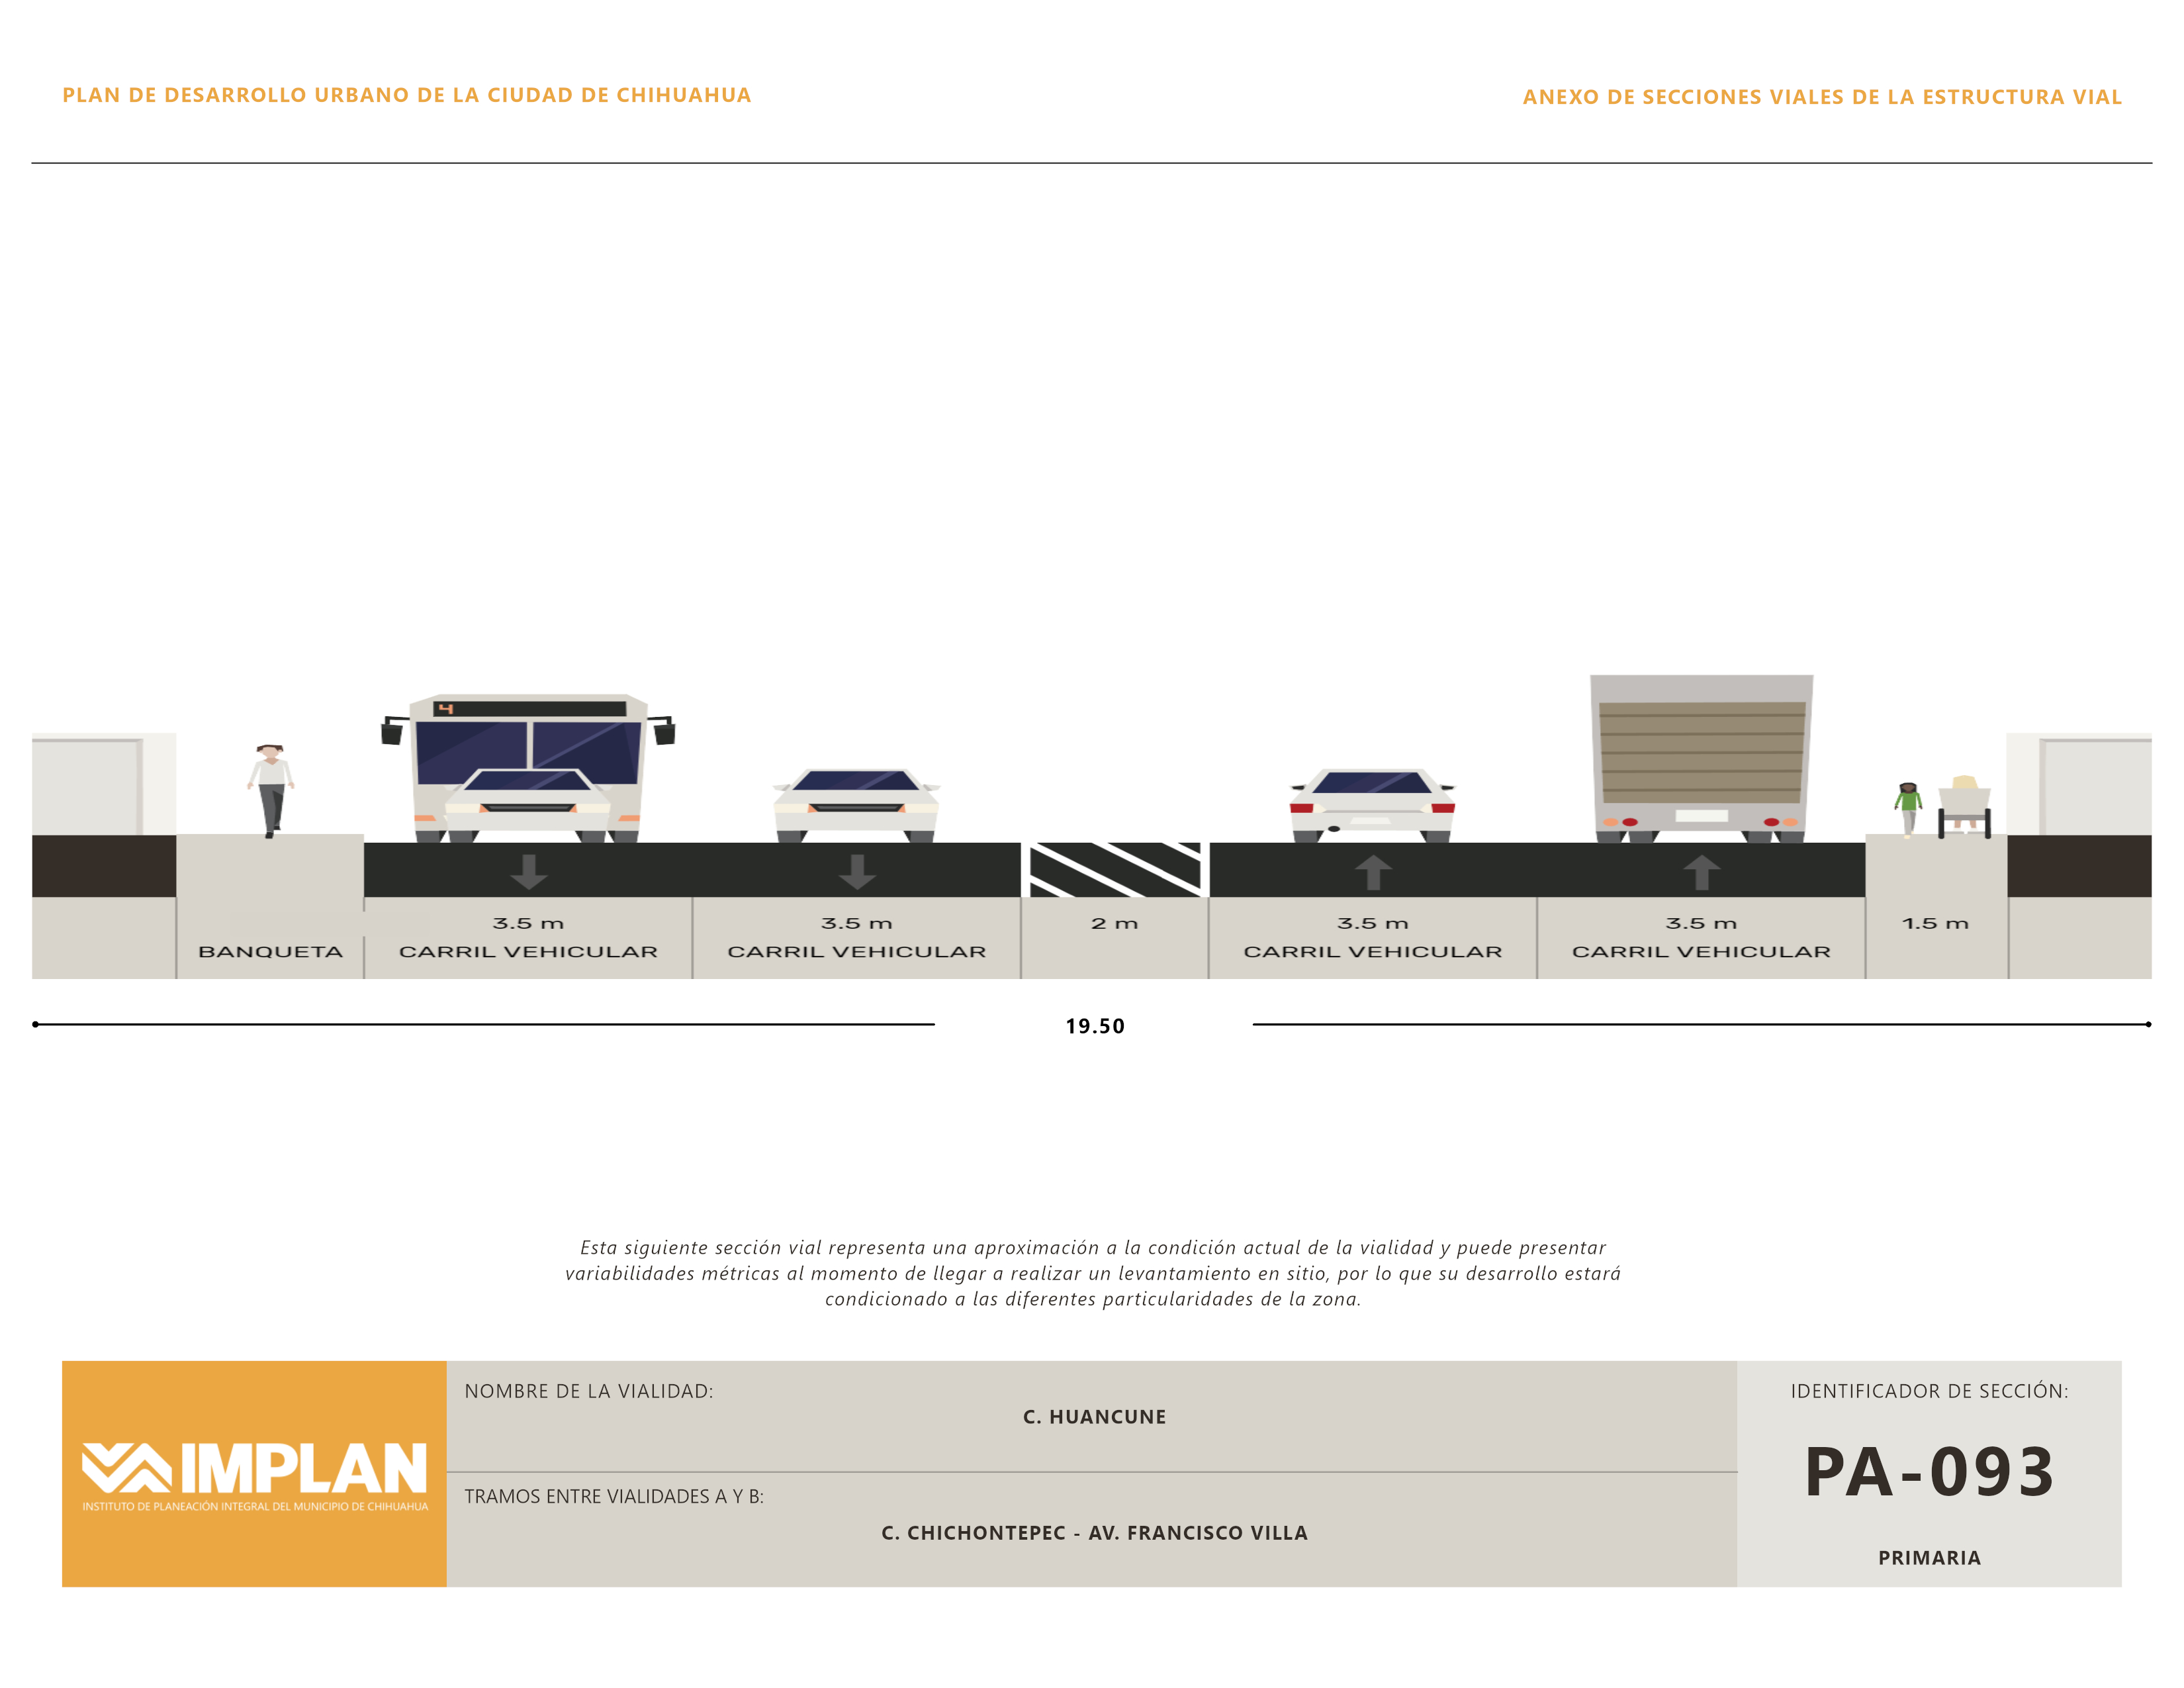 PLAN DE DESARROLLO URBANO DE LA CIUDAD DE CHIHUAHUA
ANEXO DE SECCIONES VIALES DE LA ESTRUCTURA VIAL
4
3.5 m
3.5 m
2 m
3.5 m
3.5 m
1.5 m
BANQUETA
CARRIL VEHICULAR
CARRIL VEHICULAR
CARRIL VEHICULAR
CARRIL VEHICULAR
19.50
Esta siguiente sección vial representa una aproximación a la condición actual de la vialidad y puede presentar
variabilidades métricas al momento de llegar a realizar un levantamiento en sitio, por lo que su desarrollo estará
condicionado a las diferentes particularidades de la zona.
IMPLAN
INSTITUTO DE PLANEACIÓN INTEGRAL DEL MUNICIPIO DE CHIHUAHUA
NOMBRE DE LA VIALIDAD:
C. HUANCUNE
TRAMOS ENTRE VIALIDADES A Y B:
C. CHICHONTEPEC - AV. FRANCISCO VILLA
IDENTIFICADOR DE SECCIÓN:
PA-093
PRIMARIA